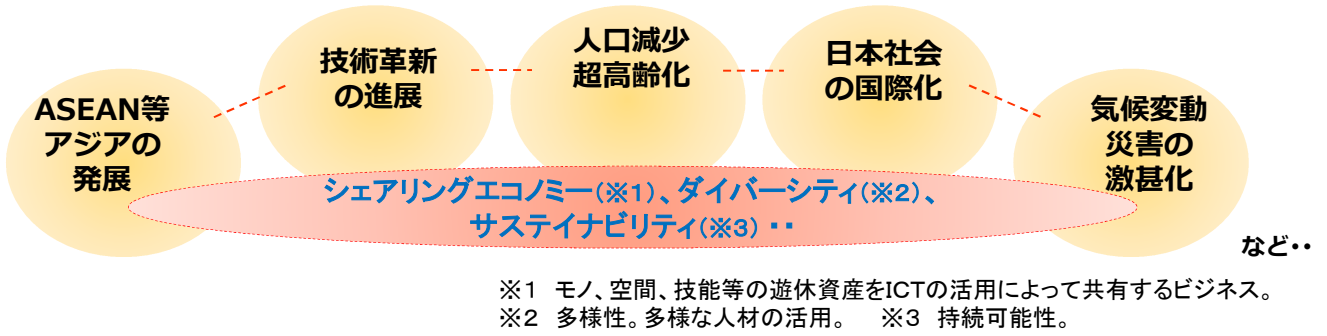 ASEAN等
アジアの
発展
技術革新
の進展
人口減少
超高齢化
日本社会
の国際化
気候変動
災害の
激甚化
シェアリングエコノミー(※1)、ダイバーシティ(※2)、
サステイナビリティ(※3)・・
など・・
※1 モノ、空間、技能等の遊休資産をICTの活用によって共有するビジネス。
※2 多様性。多様な人材の活用。 ※3 持続可能性。